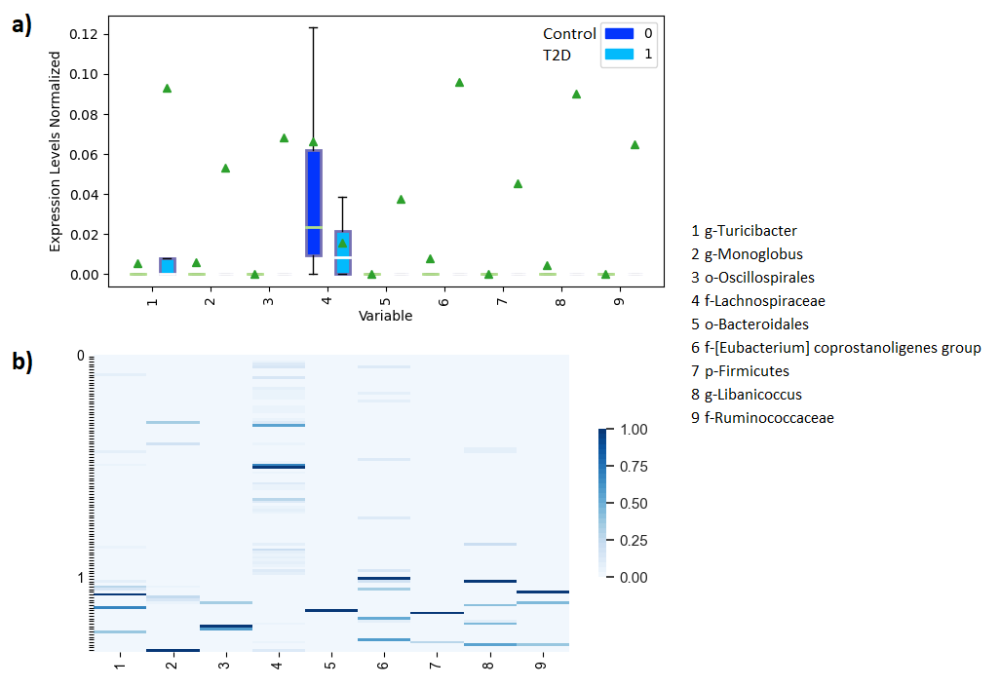 a)
Expression Levels Normalized
0.12
0.10
0.08
0.06
0.04
0.02
0.00
Control 0
T2D 1
1 2 3 4 5 6 7 8 9
Variable
1 g-Turicibacter
2 g-Monoglobus
3 o-Oscillospirales
4 f-Lachnospiraceae
5 o-Bacteroidales
6 f-[Eubacterium] coprostanoligenes group
7 p-Firmicutes
8 g-Libanicoccus
9 f-Ruminococcaceae
b)
0
1
1 2 3 4 5 6 7 8 9
1.00
0.75
0.50
0.25
0.00